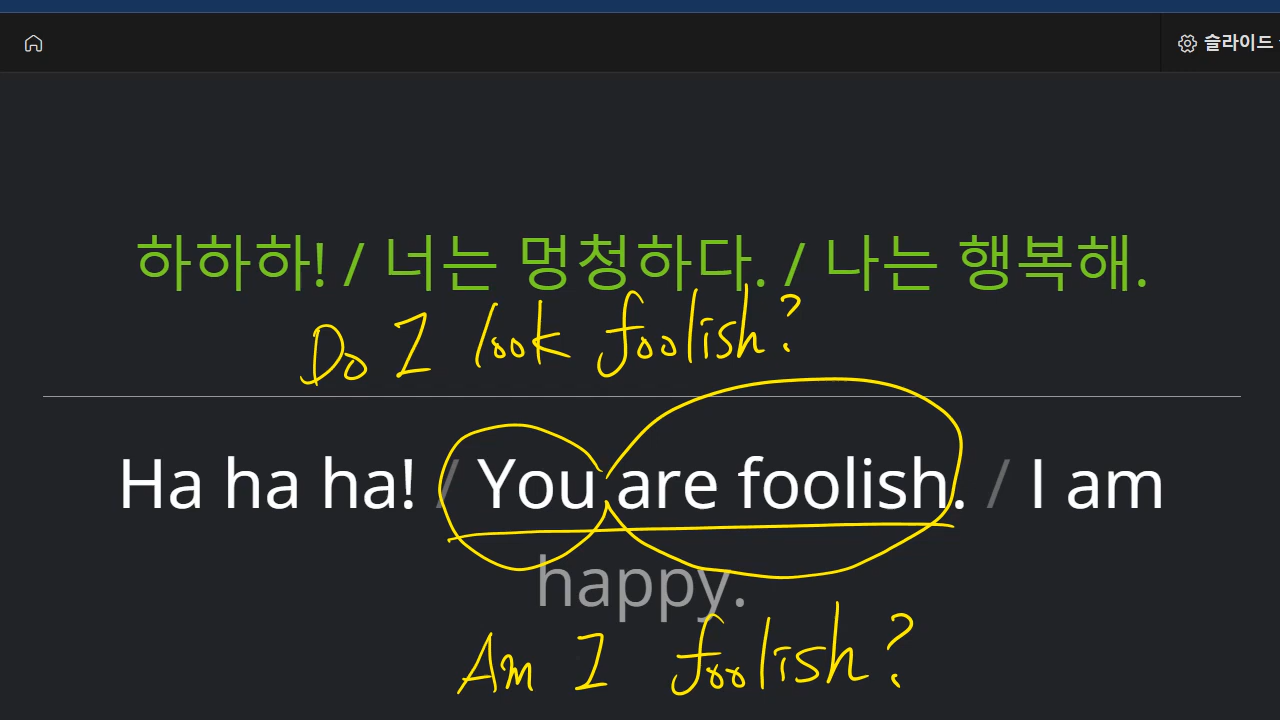 슬라이드
하하하! / 너는 멍청하다. / 나는 행복해.
Do I look foolish?
Ha ha ha! / You are foolish. / I am
happy.
Am I foolish?